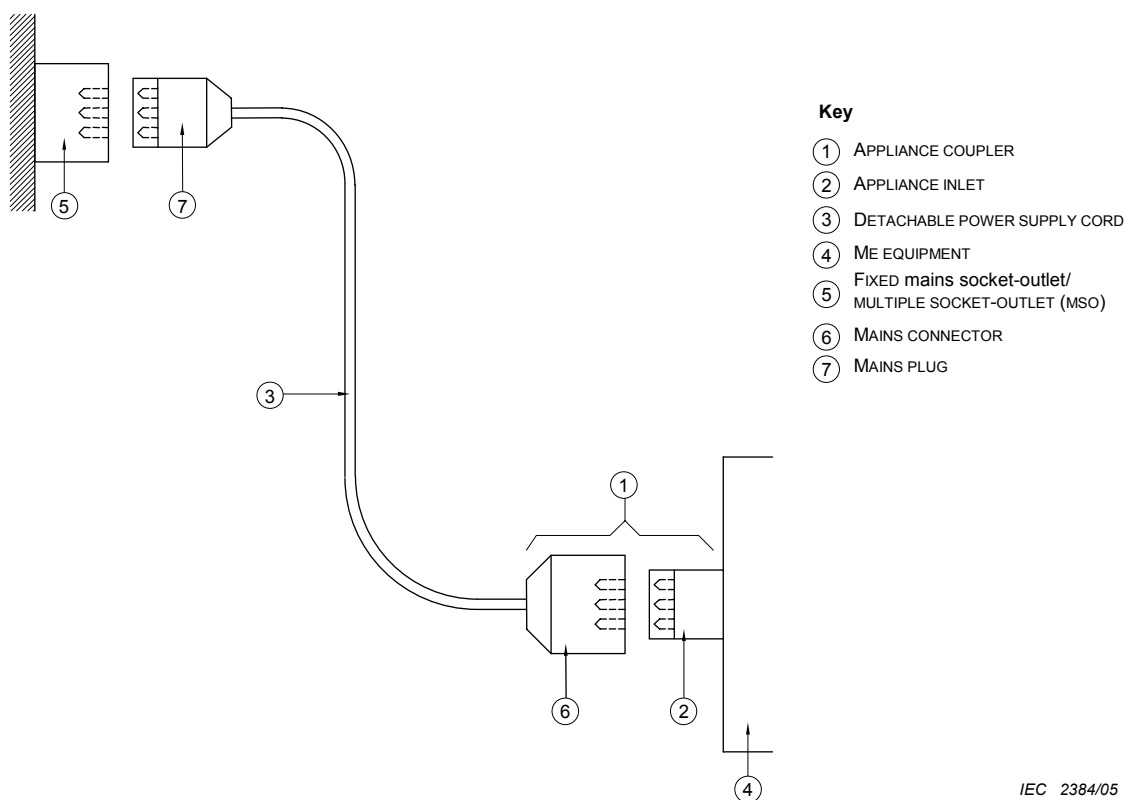 Key
1 APPLIANCE COUPLER
2 APPLIANCE INLET
3 DETACHABLE POWER SUPPLY CORD
4 ME EQUIPMENT
5 FIXED mains socket-outlet/
MULTIPLE SOCKET-OUTLET (MSO)
6 MAINS CONNECTOR
7 MAINS PLUG
5
7
3
1
6
2
4
IEC 2384/05